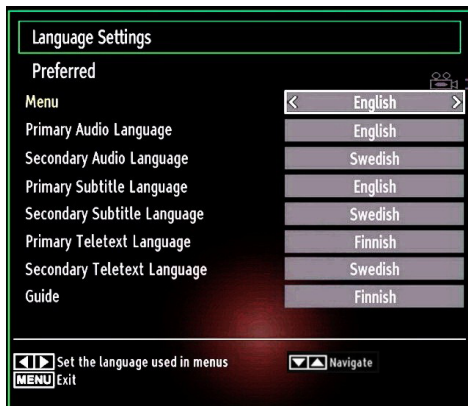 Language Settings
Preferred
Menu English
Primary Audio Language English
Secondary Audio Language Swedish
Primary Subtitle Language English
Secondary Subtitle Language Swedish
Primary Teletext Language Finnish
Secondary Teletext Language Swedish
Guide Finnish
Set the language used in menus Navigate
MENU Exit